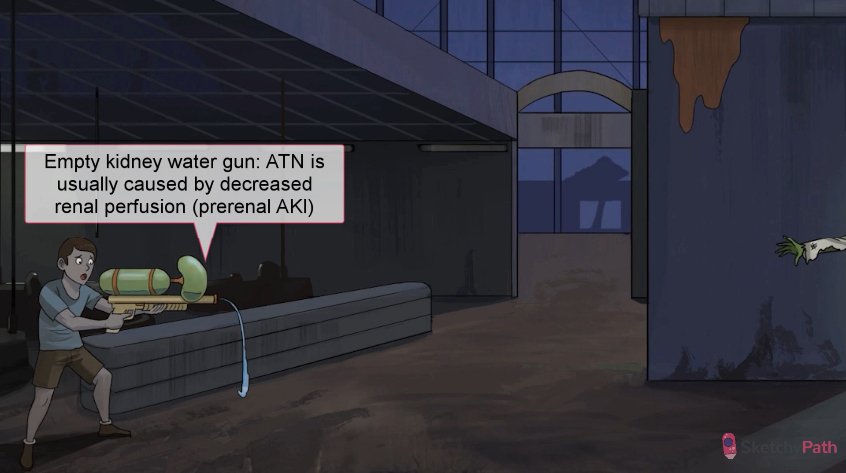 Empty kidney water gun: ATN is
usually caused by decreased
renal perfusion (prerenal AKI)
SketchyPath